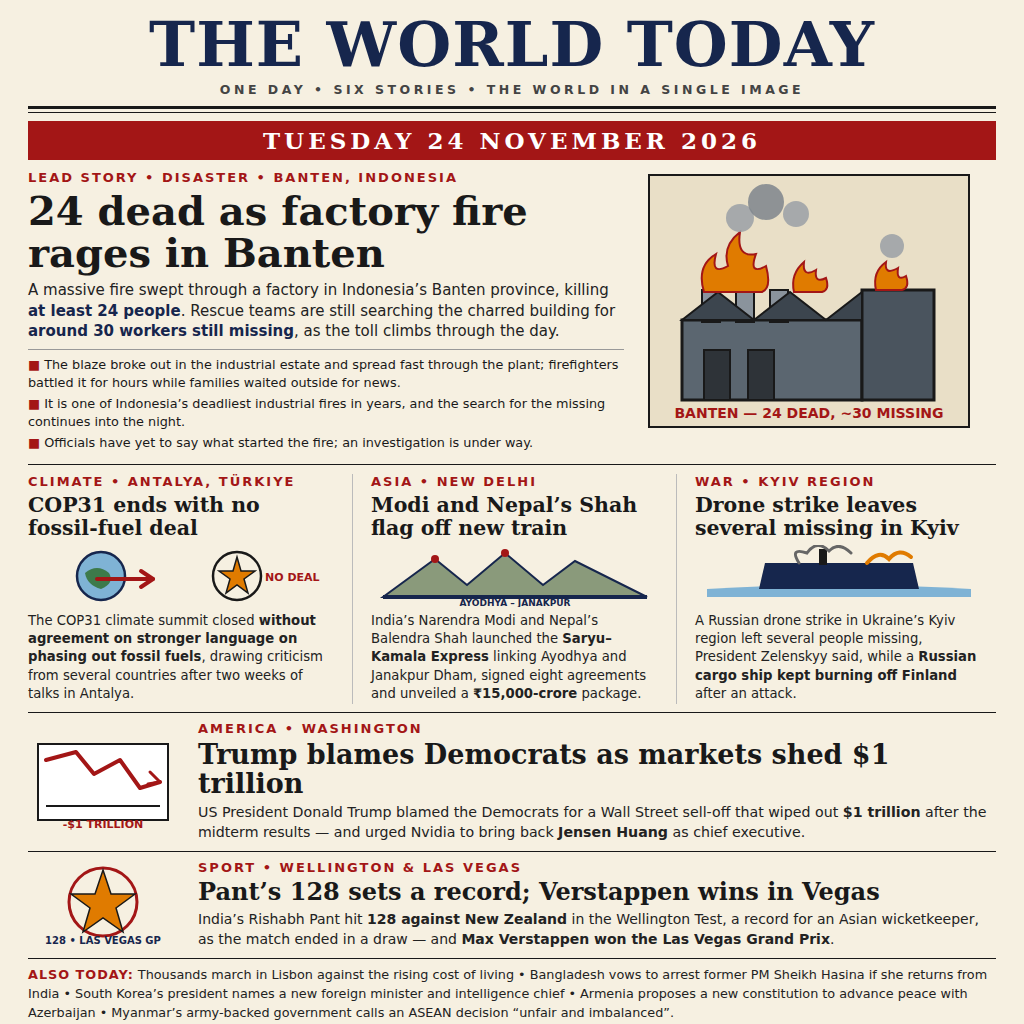 THE WORLD TODAY
ONE DAY • SIX STORIES • THE WORLD IN A SINGLE IMAGE
TUESDAY 24 NOVEMBER 2026
LEAD STORY • DISASTER • BANTEN, INDONESIA
24 dead as factory fire
rages in Banten
A massive fire swept through a factory in Indonesia’s Banten province, killing
at least 24 people. Rescue teams are still searching the charred building for
around 30 workers still missing, as the toll climbs through the day.
■ The blaze broke out in the industrial estate and spread fast through the plant; firefighters
battled it for hours while families waited outside for news.
■ It is one of Indonesia’s deadliest industrial fires in years, and the search for the missing
continues into the night.
■ Officials have yet to say what started the fire; an investigation is under way.
BANTEN — 24 DEAD, ~30 MISSING
CLIMATE • ANTALYA, TÜRKIYE
COP31 ends with no
fossil-fuel deal
NO DEAL
The COP31 climate summit closed without
agreement on stronger language on
phasing out fossil fuels, drawing criticism
from several countries after two weeks of
talks in Antalya.
ASIA • NEW DELHI
Modi and Nepal’s Shah
flag off new train
AYODHYA – JANAKPUR
India’s Narendra Modi and Nepal’s
Balendra Shah launched the Saryu–
Kamala Express linking Ayodhya and
Janakpur Dham, signed eight agreements
and unveiled a ₹15,000-crore package.
WAR • KYIV REGION
Drone strike leaves
several missing in Kyiv
A Russian drone strike in Ukraine’s Kyiv
region left several people missing,
President Zelenskyy said, while a Russian
cargo ship kept burning off Finland
after an attack.
AMERICA • WASHINGTON
Trump blames Democrats as markets shed $1
trillion
-$1 TRILLION
US President Donald Trump blamed the Democrats for a Wall Street sell-off that wiped out $1 trillion after the
midterm results — and urged Nvidia to bring back Jensen Huang as chief executive.
SPORT • WELLINGTON & LAS VEGAS
Pant’s 128 sets a record; Verstappen wins in Vegas
128 • LAS VEGAS GP
India’s Rishabh Pant hit 128 against New Zealand in the Wellington Test, a record for an Asian wicketkeeper,
as the match ended in a draw — and Max Verstappen won the Las Vegas Grand Prix.
ALSO TODAY: Thousands march in Lisbon against the rising cost of living • Bangladesh vows to arrest former PM Sheikh Hasina if she returns from
India • South Korea’s president names a new foreign minister and intelligence chief • Armenia proposes a new constitution to advance peace with
Azerbaijan • Myanmar’s army-backed government calls an ASEAN decision “unfair and imbalanced”.